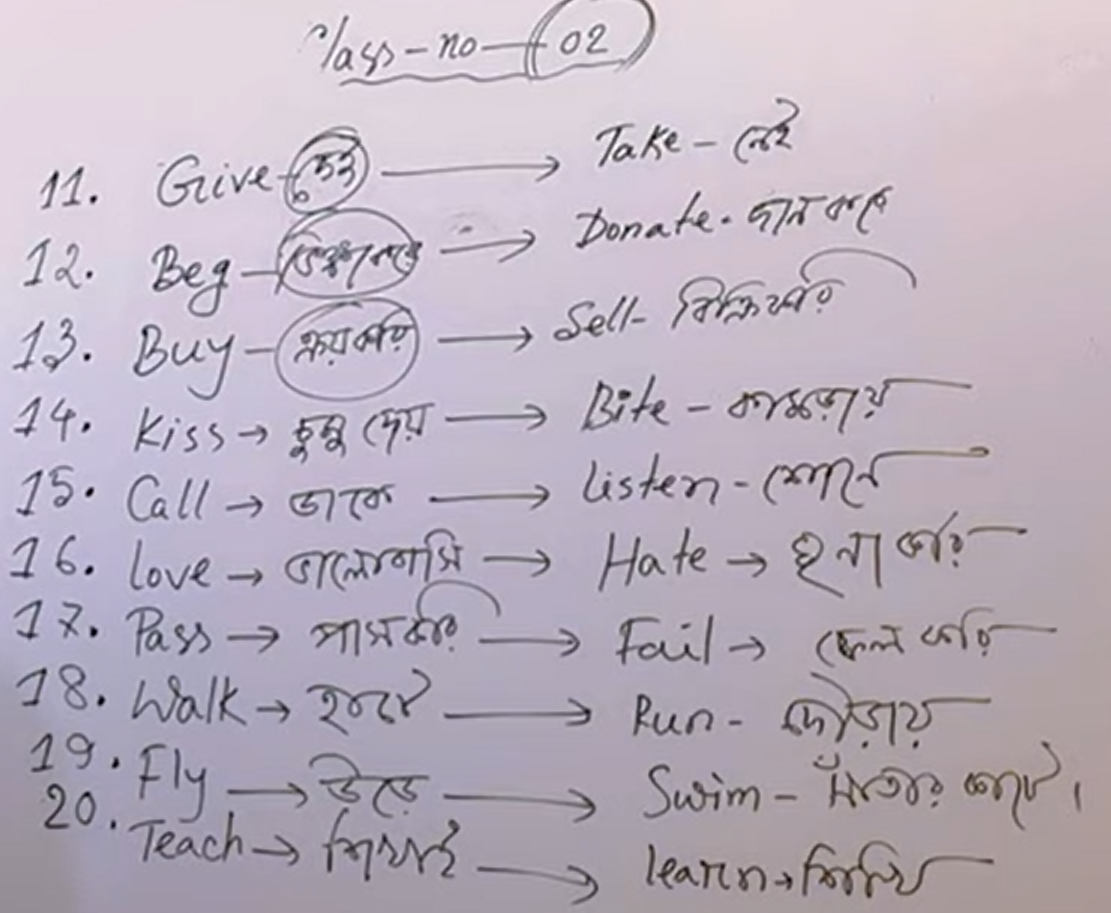 Class - no - 02
11. Give - দেই → Take - নেই
12. Beg - ভিক্ষা করে → Donate - দান করে
13. Buy - ক্রয় করি → Sell - বিক্রি করি
14. Kiss → চুমু দেয় → Bite - কামড়ায়
15. Call → ডাকে → Listen - শোনে
16. Love → ভালোবাসি → Hate → ঘৃনা করি
17. Pass → পাস করি → Fail → ফেল করি
18. Walk → হাটে → Run - দৌড়ায়
19. Fly → উড়ে → Swim - সাঁতার কাটে।
20. Teach → শিখাই → learn → শিখি